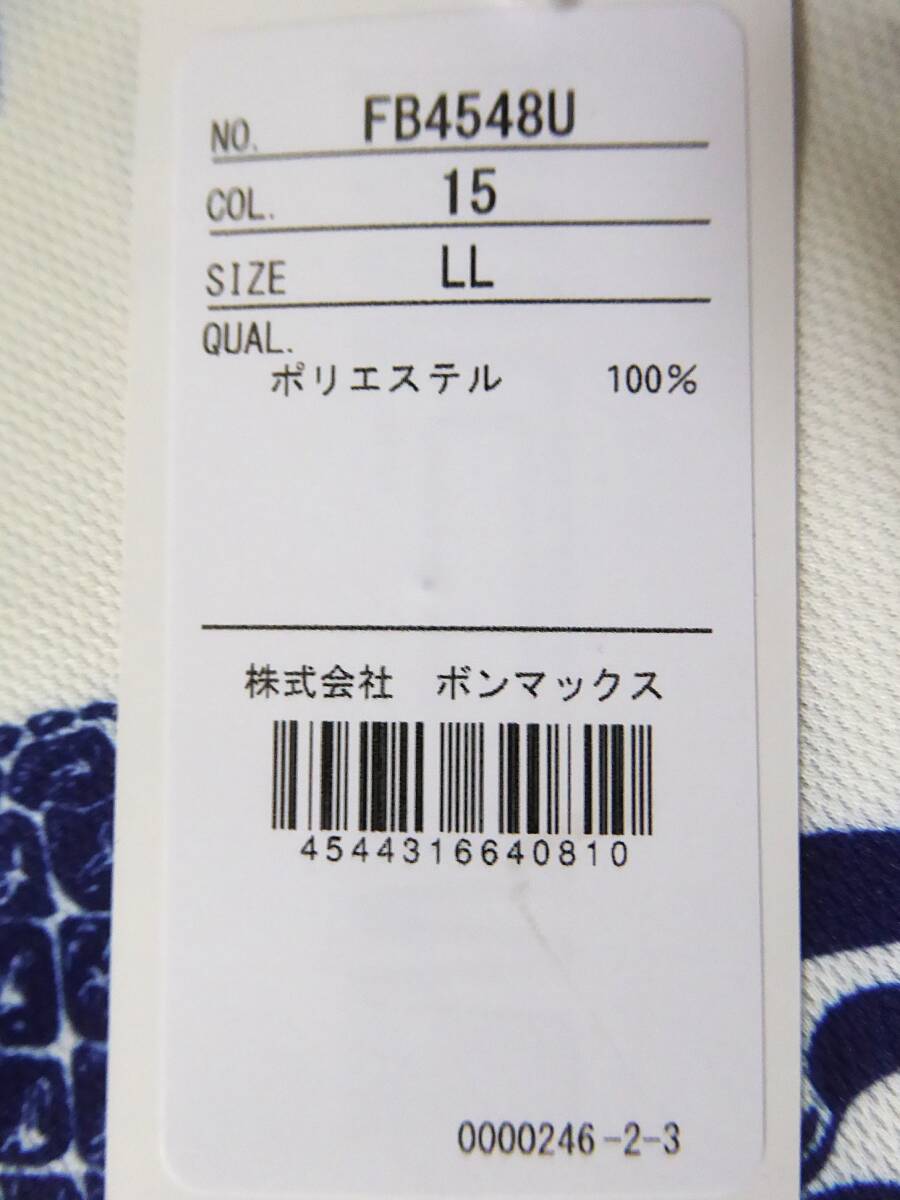 NO. FB4548U
COL. 15
SIZE LL
QUAL.
ポリエステル 100%
株式会社 ボンマックス
4544316640810
0000246-2-3